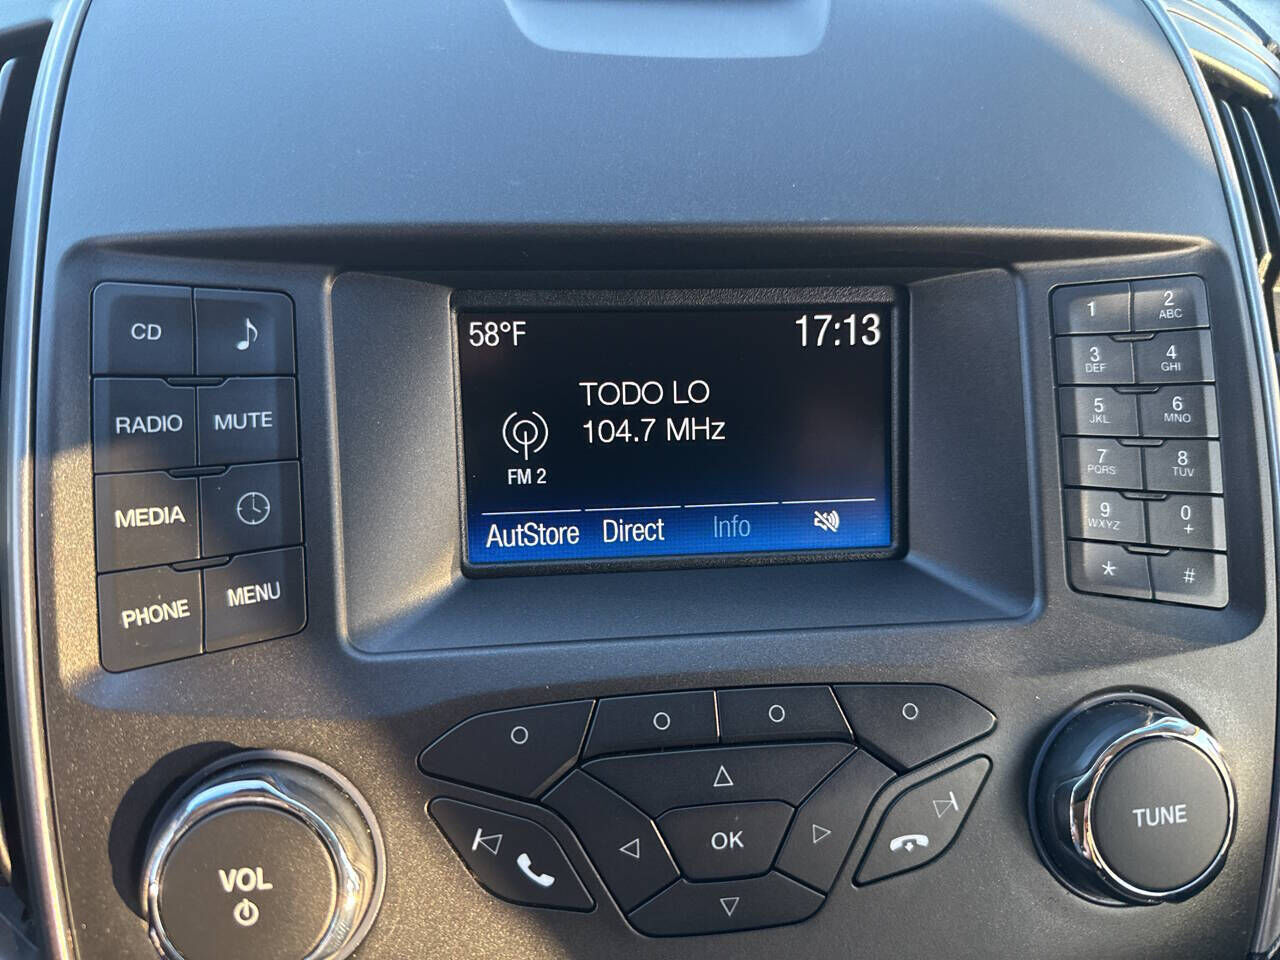 58°F
17:13
TODO LO
104.7 MHz
FM 2
AutStore
Direct
Info
CD
RADIO
MUTE
MEDIA
PHONE
MENU
1
2
ABC
3
DEF
4
GHI
5
JKL
6
MNO
7
PQRS
8
TUV
9
WXYZ
0
+
*
#
OK
VOL
TUNE